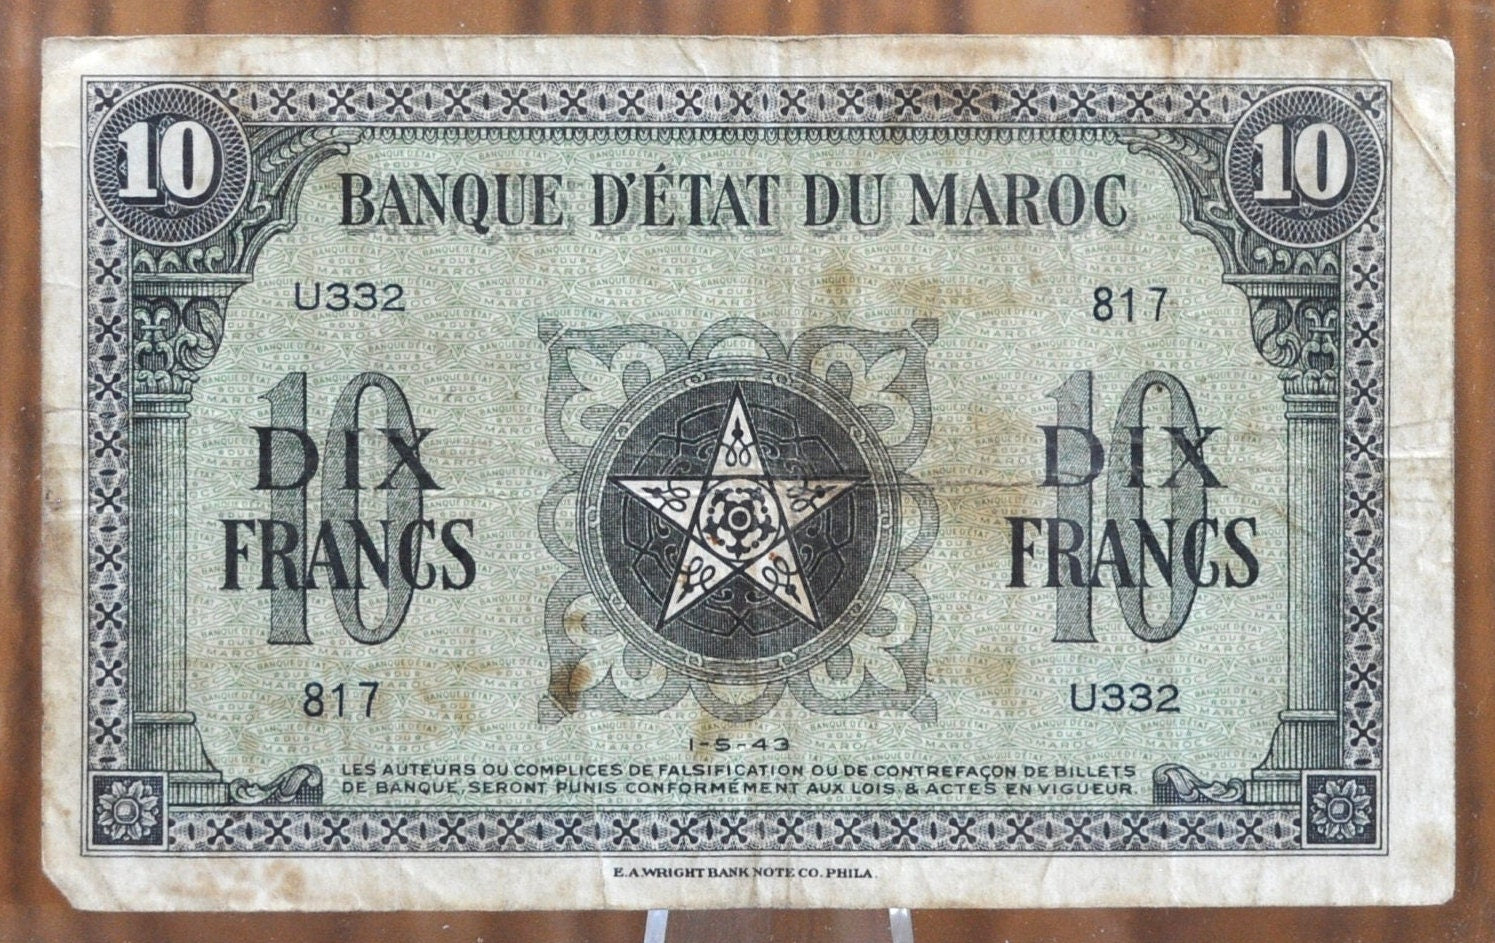 10 10
BANQUE D'ÉTAT DU MAROC
U332 817
10 10
DIX DIX
FRANCS FRANCS
817 U332
1-5-43
LES AUTEURS OU COMPLICES DE FALSIFICATION OU DE CONTREFAÇON DE BILLETS
DE BANQUE, SERONT PUNIS CONFORMÉMENT AUX LOIS & ACTES EN VIGUEUR.
E.A.WRIGHT BANK NOTE CO. PHILA.